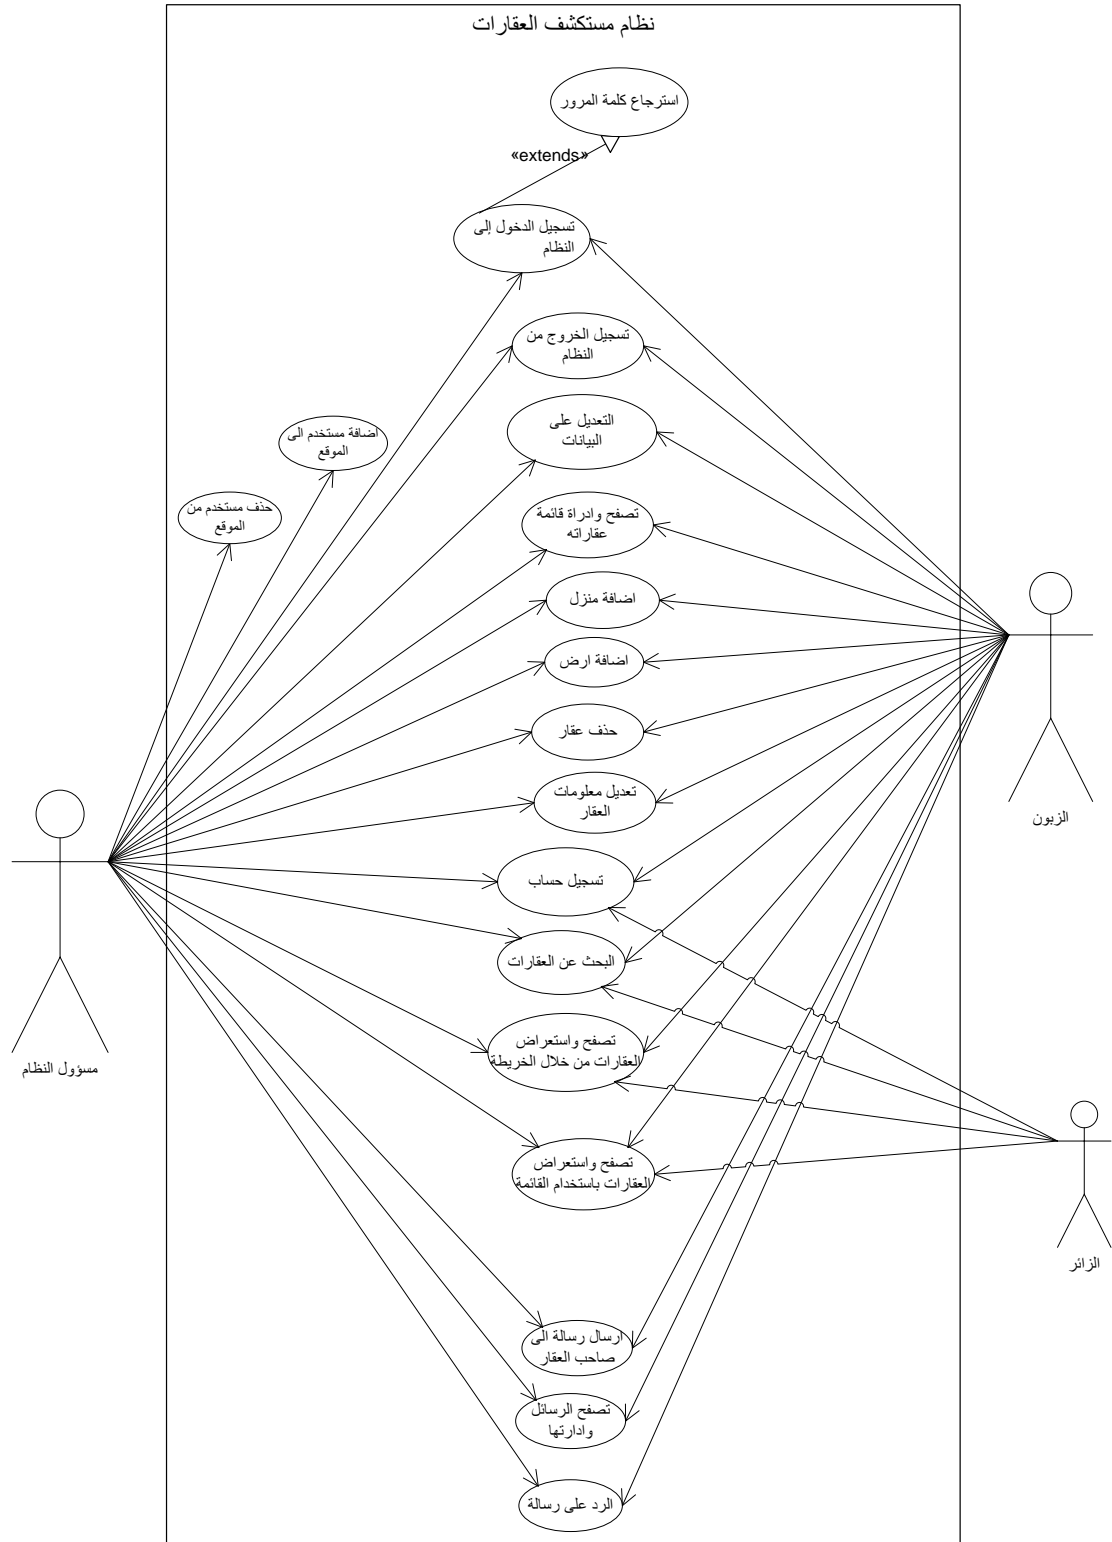 نظام مستكشف العقارات
استرجاع كلمة المرور
«extends»
تسجيل الدخول إلى
النظام
تسجيل الخروج من
النظام
التعديل على
البيانات
اضافة مستخدم الى
الموقع
حذف مستخدم من
الموقع
تصفح وادراة قائمة
عقاراته
اضافة منزل
اضافة ارض
حذف عقار
تعديل معلومات
العقار
الزبون
تسجيل حساب
البحث عن العقارات
تصفح واستعراض
العقارات من خلال الخريطة
مسؤول النظام
تصفح واستعراض
العقارات باستخدام القائمة
الزائر
ارسال رسالة الى
صاحب العقار
تصفح الرسائل
وادارتها
الرد على رسالة